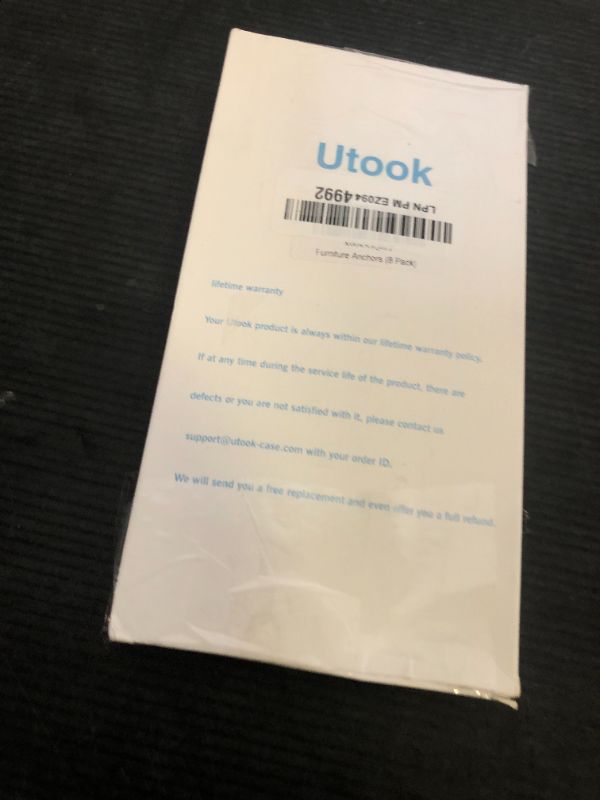 Utook
LPN PM EZ094 4992
Furniture Anchors (8 Pack)
lifetime warranty
Your Utook product is always within our lifetime warranty policy.
If at any time during the service life of the product, there are
defects or you are not satisfied with it, please contact us
support@utook-case.com with your order ID.
We will send you a free replacement and even offer you a full refund.